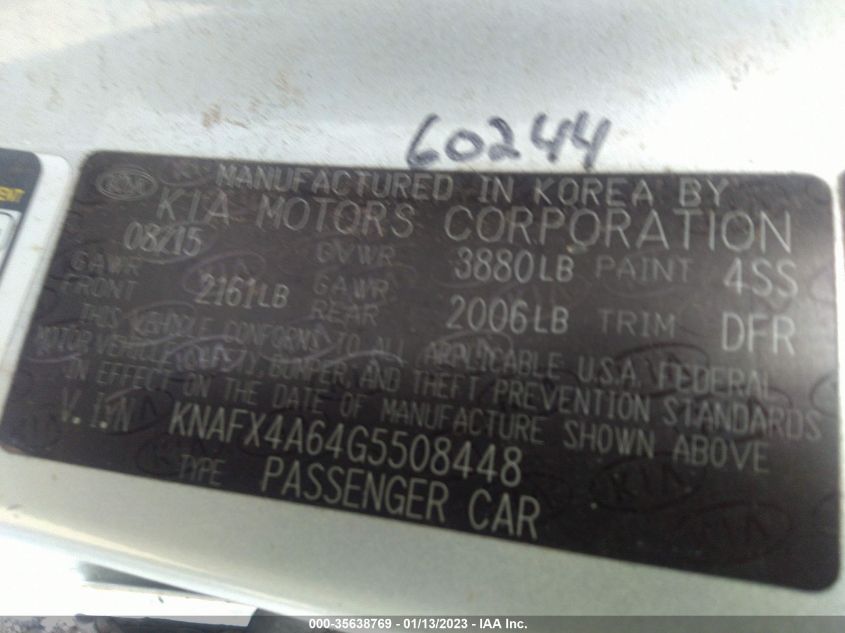 60244
KIA
MANUFACTURED IN KOREA BY
KIA MOTORS CORPORATION
08/15 GVWR 3880LB PAINT 4SS
GAWR FRONT 2161LB GAWR REAR 2006LB TRIM DFR
THIS VEHICLE CONFORMS TO ALL APPLICABLE U.S.A. FEDERAL
MOTOR VEHICLE SAFETY, BUMPER, AND THEFT PREVENTION STANDARDS
IN EFFECT ON THE DATE OF MANUFACTURE SHOWN ABOVE
V.I.N KNAFX4A64G5508448
TYPE PASSENGER CAR
000-35638769 - 01/13/2023 - IAA Inc.